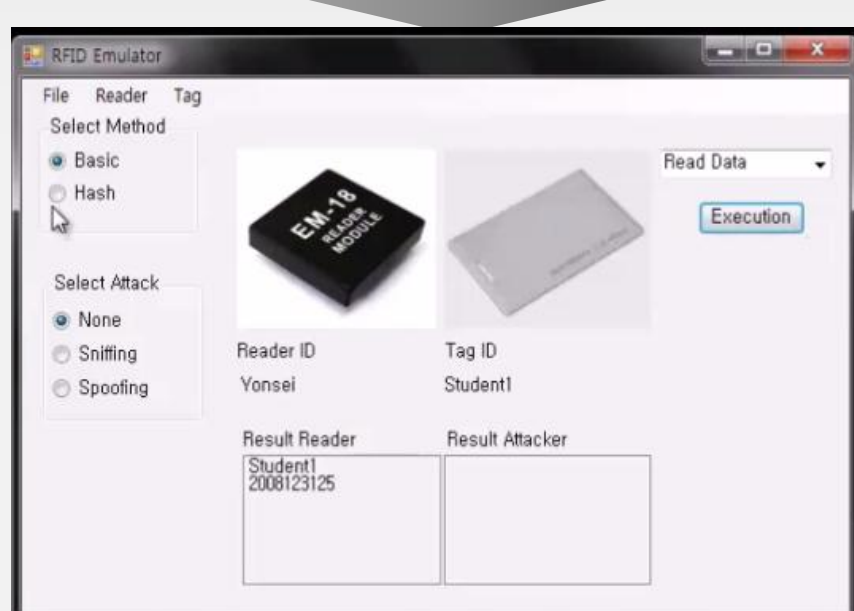 RFID Emulator
File Reader Tag
Select Method
Basic
Hash
Select Attack
None
Sniffing
Spoofing
EM-18
READER
MODULE
Read Data
Execution
Reader ID
Tag ID
Yonsei
Student1
Result Reader
Result Attacker
Student1
2008123125